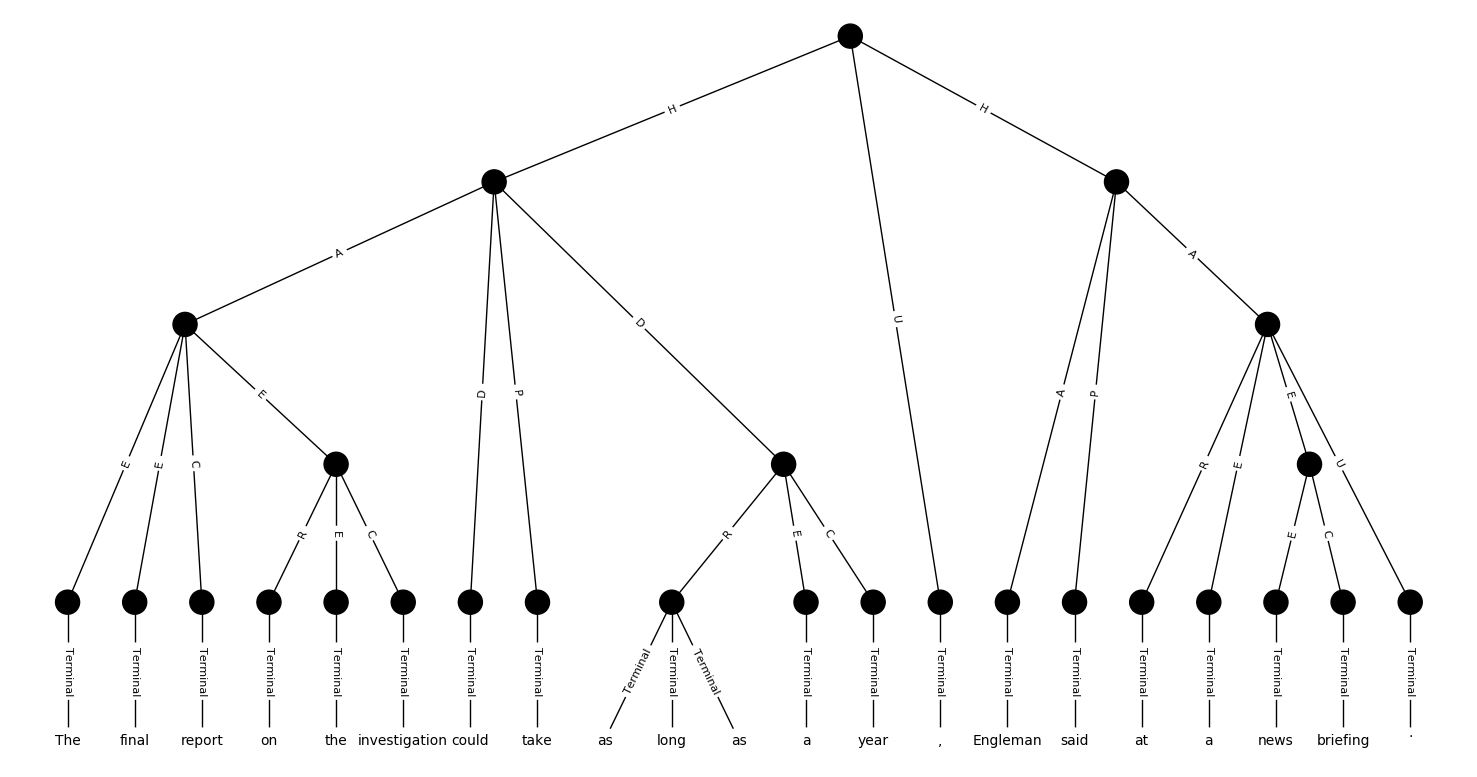 H H
A D P D U A P A
E E C E R E E U
R E C R E C E C
Terminal Terminal Terminal Terminal Terminal Terminal Terminal Terminal Terminal Terminal Terminal Terminal Terminal Terminal Terminal Terminal Terminal Terminal Terminal Terminal Terminal
The final report on the investigation could take as long as a year , Engleman said at a news briefing .